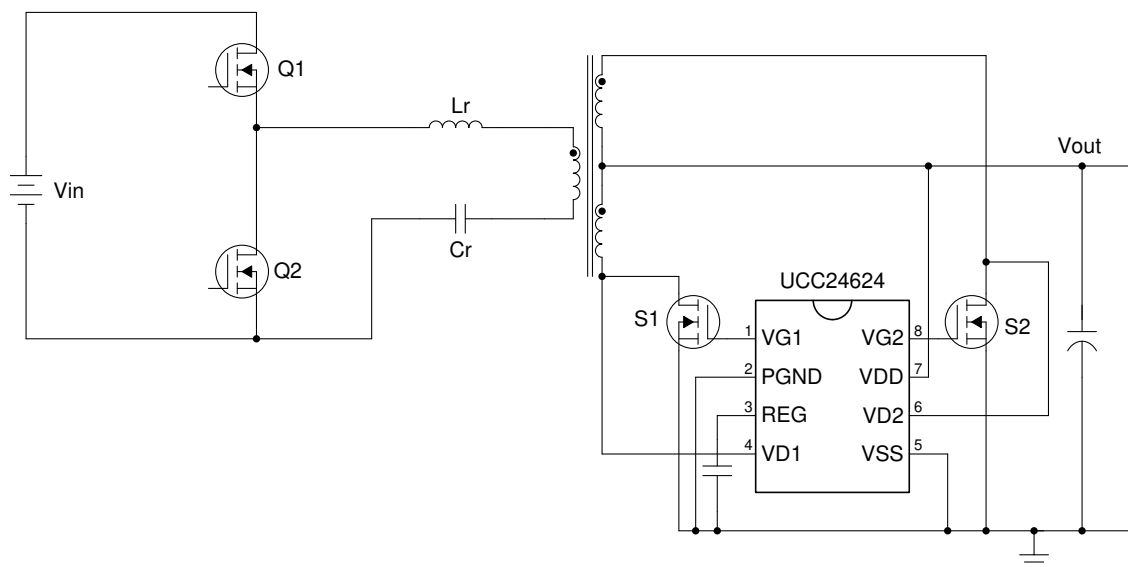 Q1
Lr
Vout
Vin
Cr
Q2
UCC24624
S1
S2
1 VG1 VG2 8
2 PGND VDD 7
3 REG VD2 6
4 VD1 VSS 5